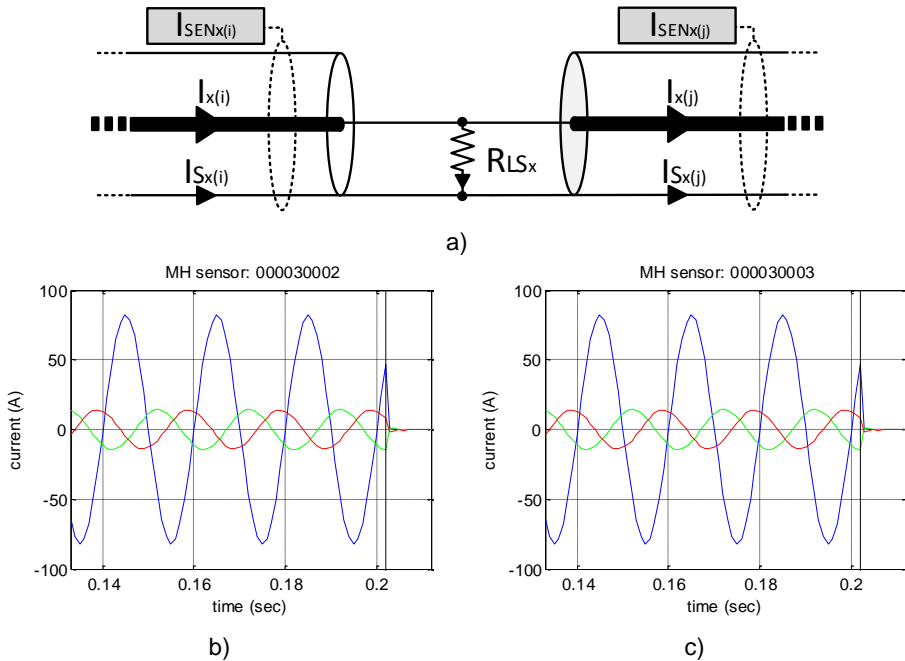 ISENx(i) ISENx(j)
Ix(i) Ix(j)
RLSx
ISx(i) ISx(j)
a)
MH sensor: 000030002
100
50
0
-50
-100
current (A)
0.14 0.16 0.18 0.2
time (sec)
b)
MH sensor: 000030003
100
50
0
-50
-100
current (A)
0.14 0.16 0.18 0.2
time (sec)
c)